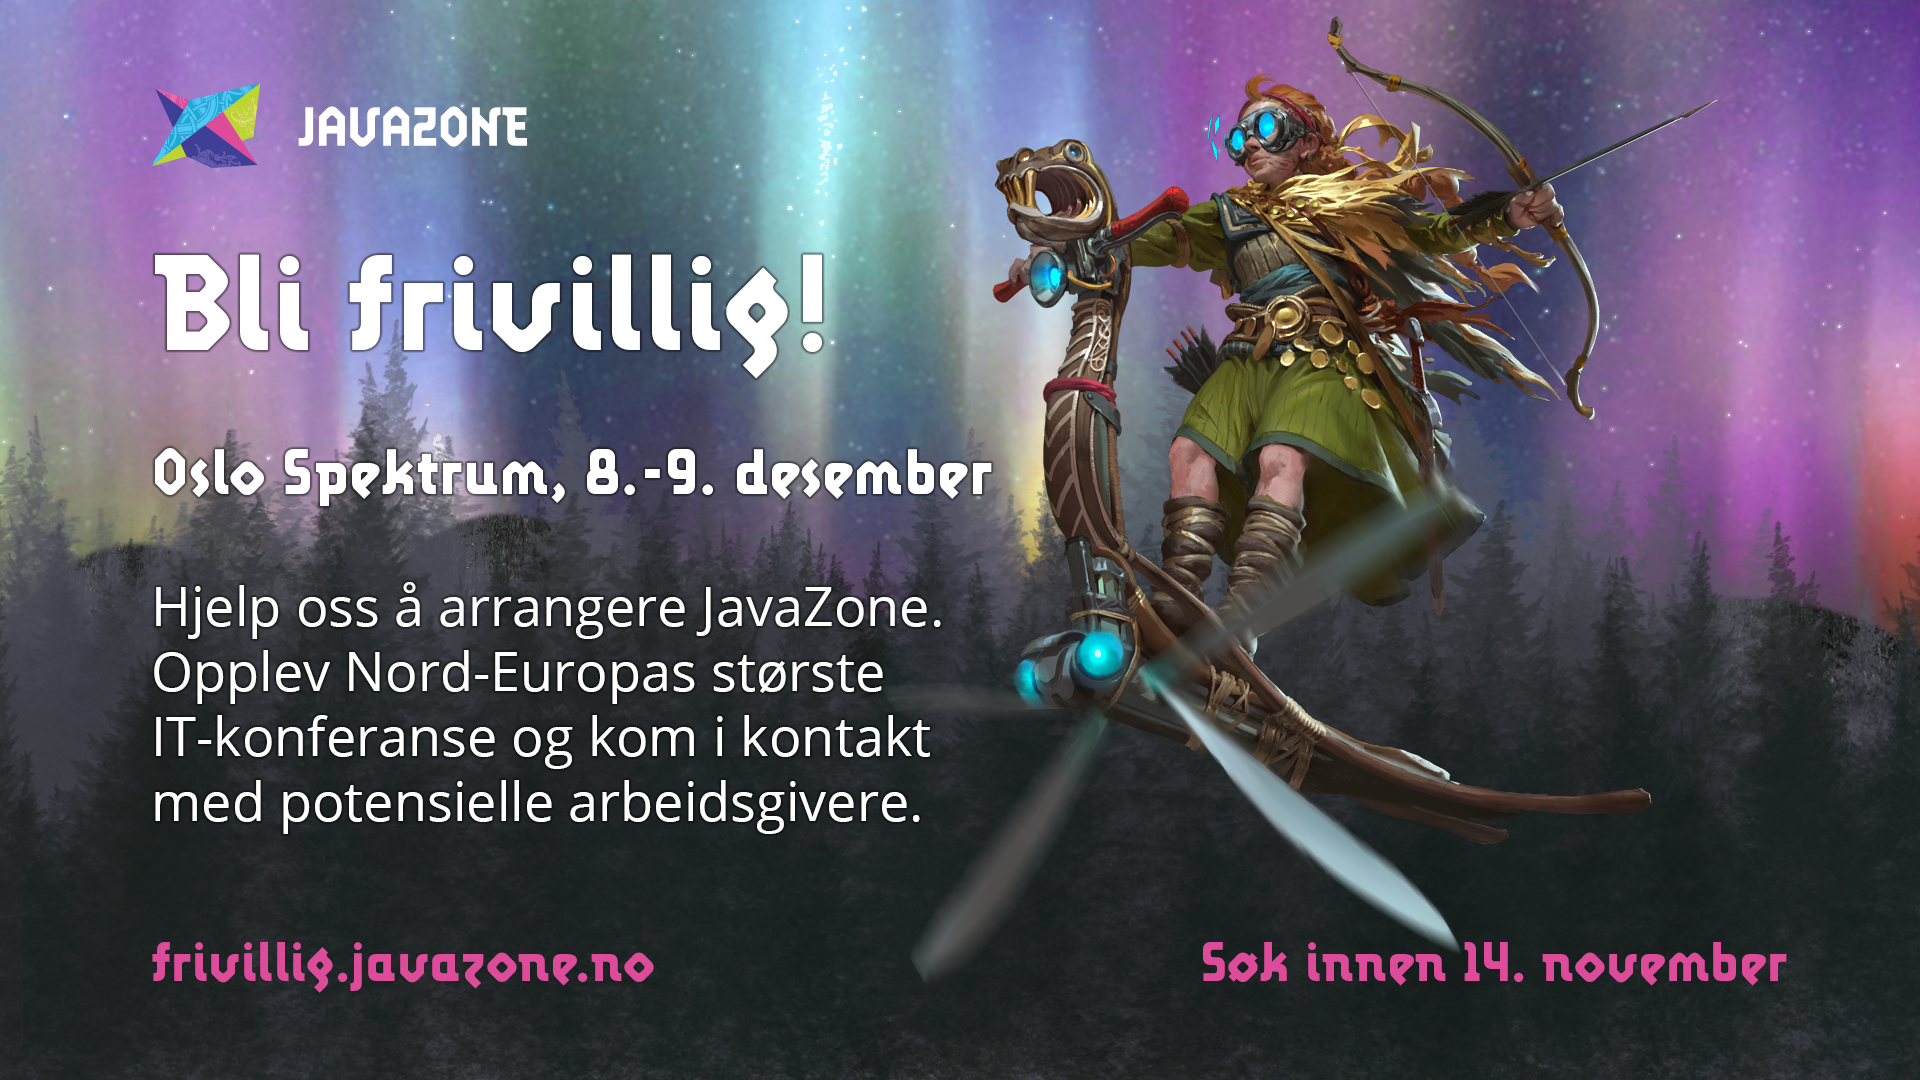 JAVAZONE
Bli frivillig!
Oslo Spektrum, 8.-9. desember
Hjelp oss å arrangere JavaZone.
Opplev Nord-Europas største
IT-konferanse og kom i kontakt
med potensielle arbeidsgivere.
frivillig.javazone.no
Søk innen 14. november